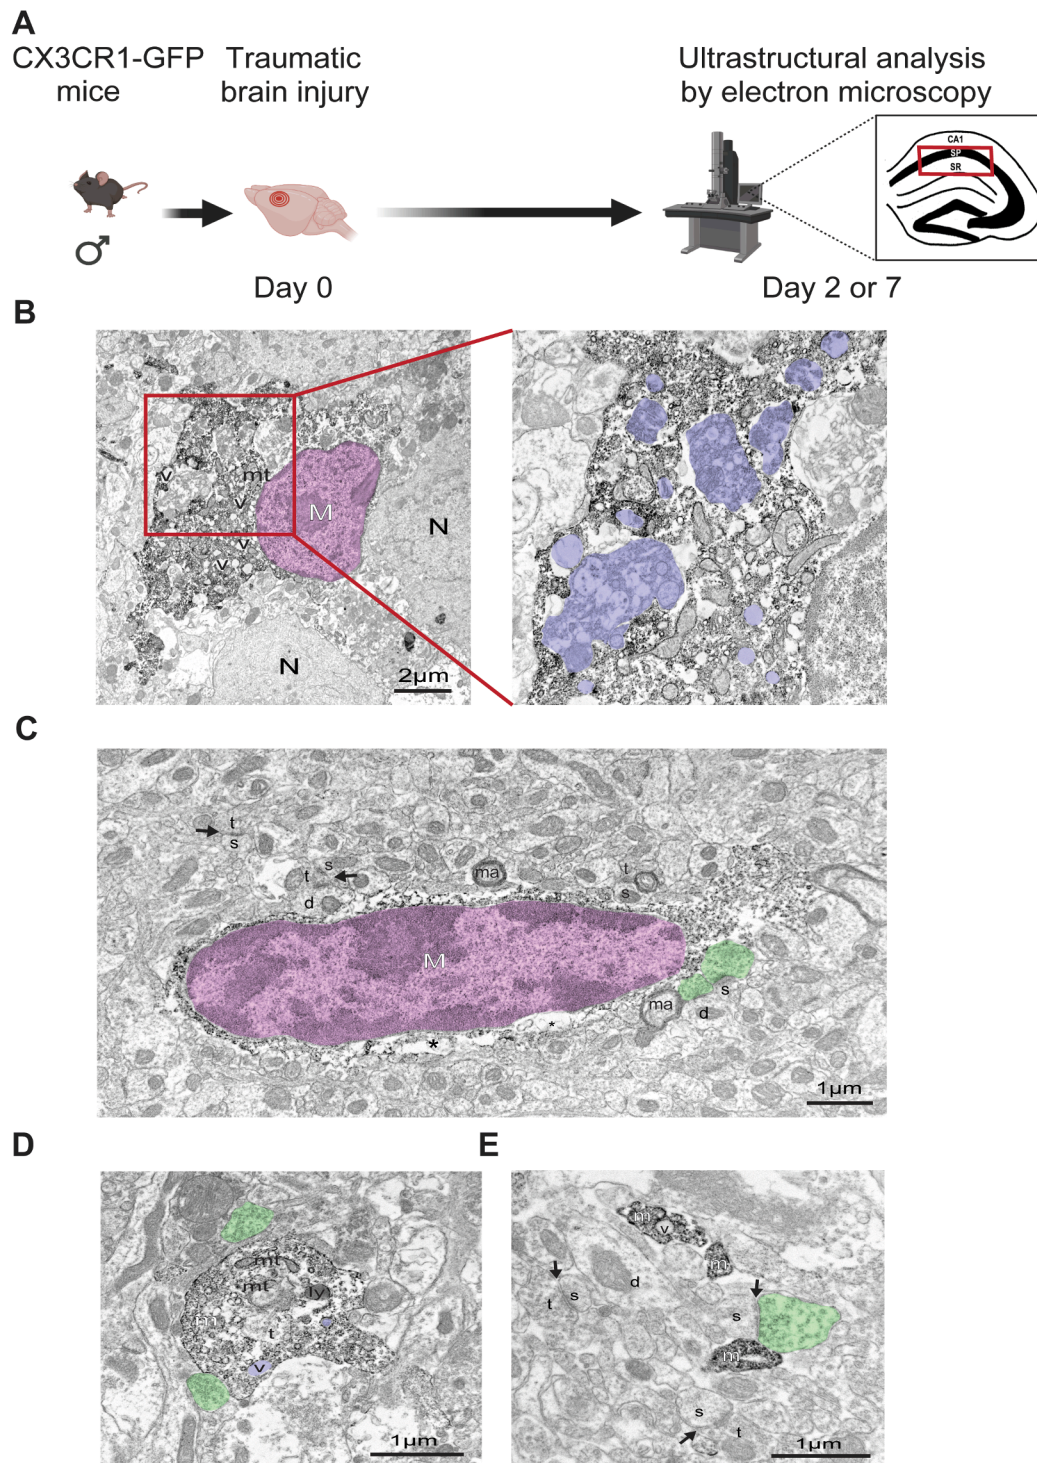 A
CX3CR1-GFP
mice
Traumatic
brain injury
Ultrastructural analysis
by electron microscopy
CA1
SP
SR
♂
Day 0
Day 2 or 7
B
v
mt
v
M
N
v
v
N
2µm
C
t
s
s
t
d
ma
t
s
M
s
ma
d
*
*
1µm
D
E
mt
mt
ly
m
t
v
1µm
m
v
m
d
s
t
s
m
s
t
1µm